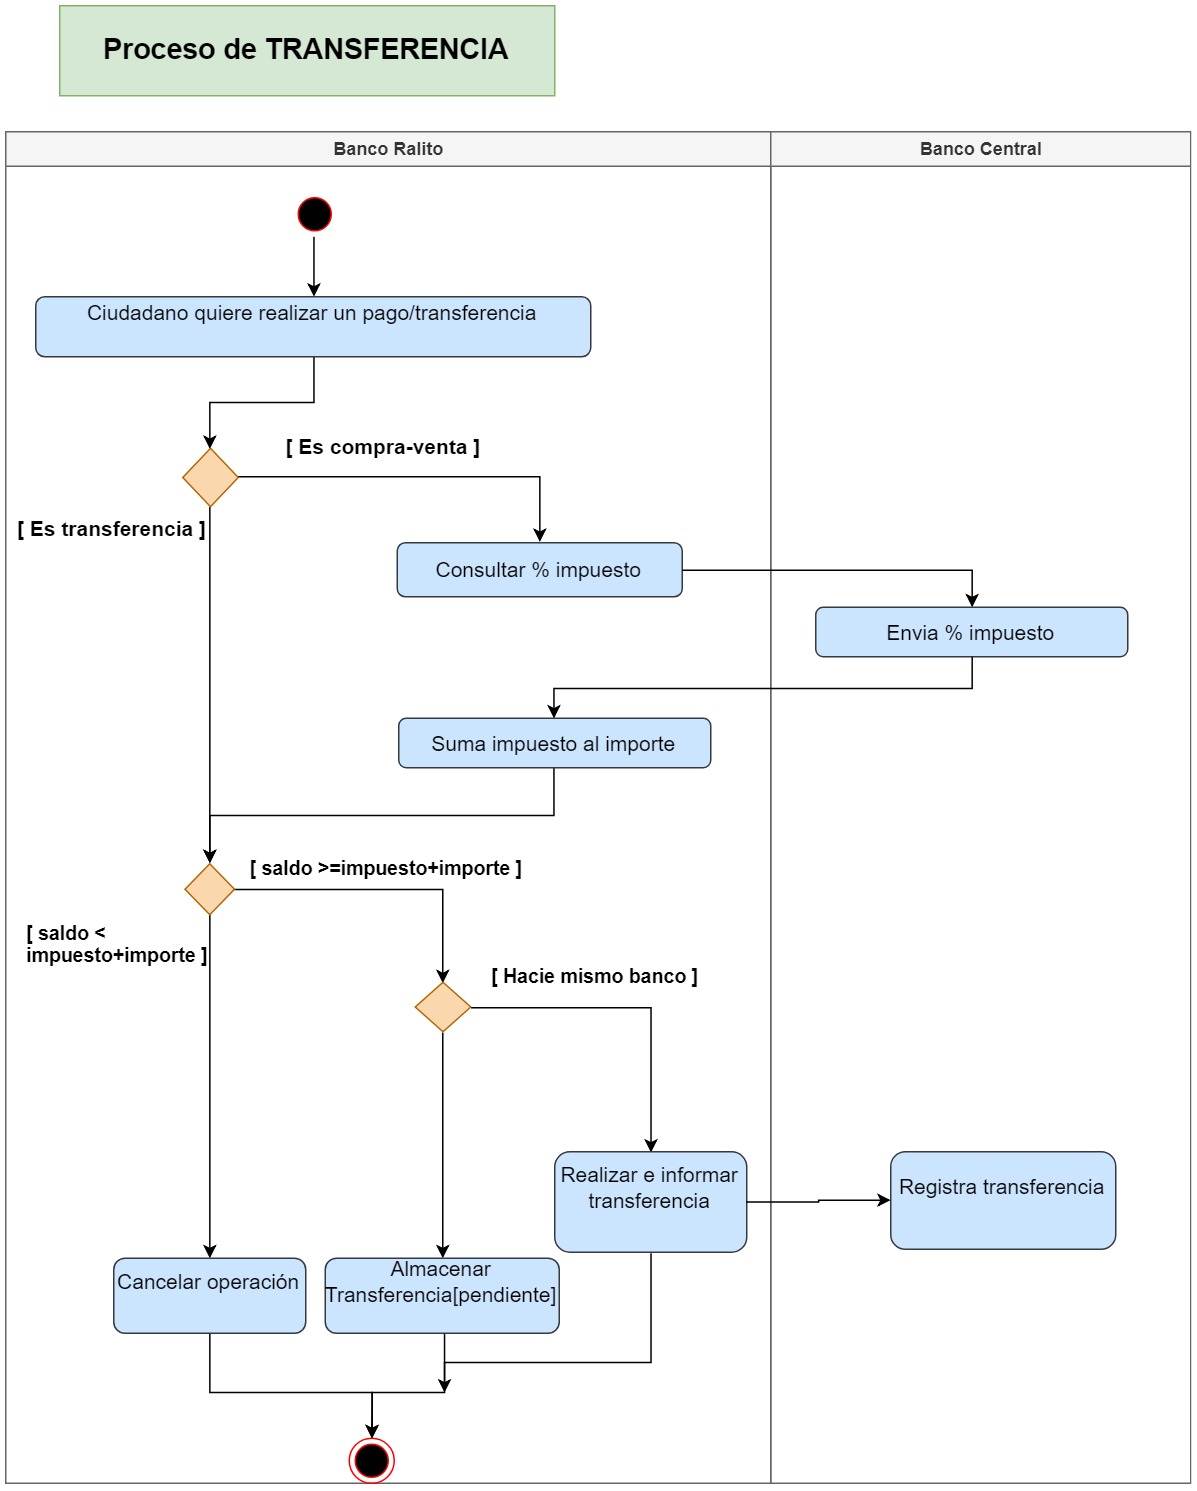 Proceso de TRANSFERENCIA
Banco Ralito
Banco Central
Ciudadano quiere realizar un pago/transferencia
[ Es compra-venta ]
[ Es transferencia ]
Consultar % impuesto
Envia % impuesto
Suma impuesto al importe
[ saldo >=impuesto+importe ]
[ saldo <
impuesto+importe ]
[ Hacie mismo banco ]
Realizar e informar
transferencia
Registra transferencia
Cancelar operación
Almacenar
Transferencia[pendiente]